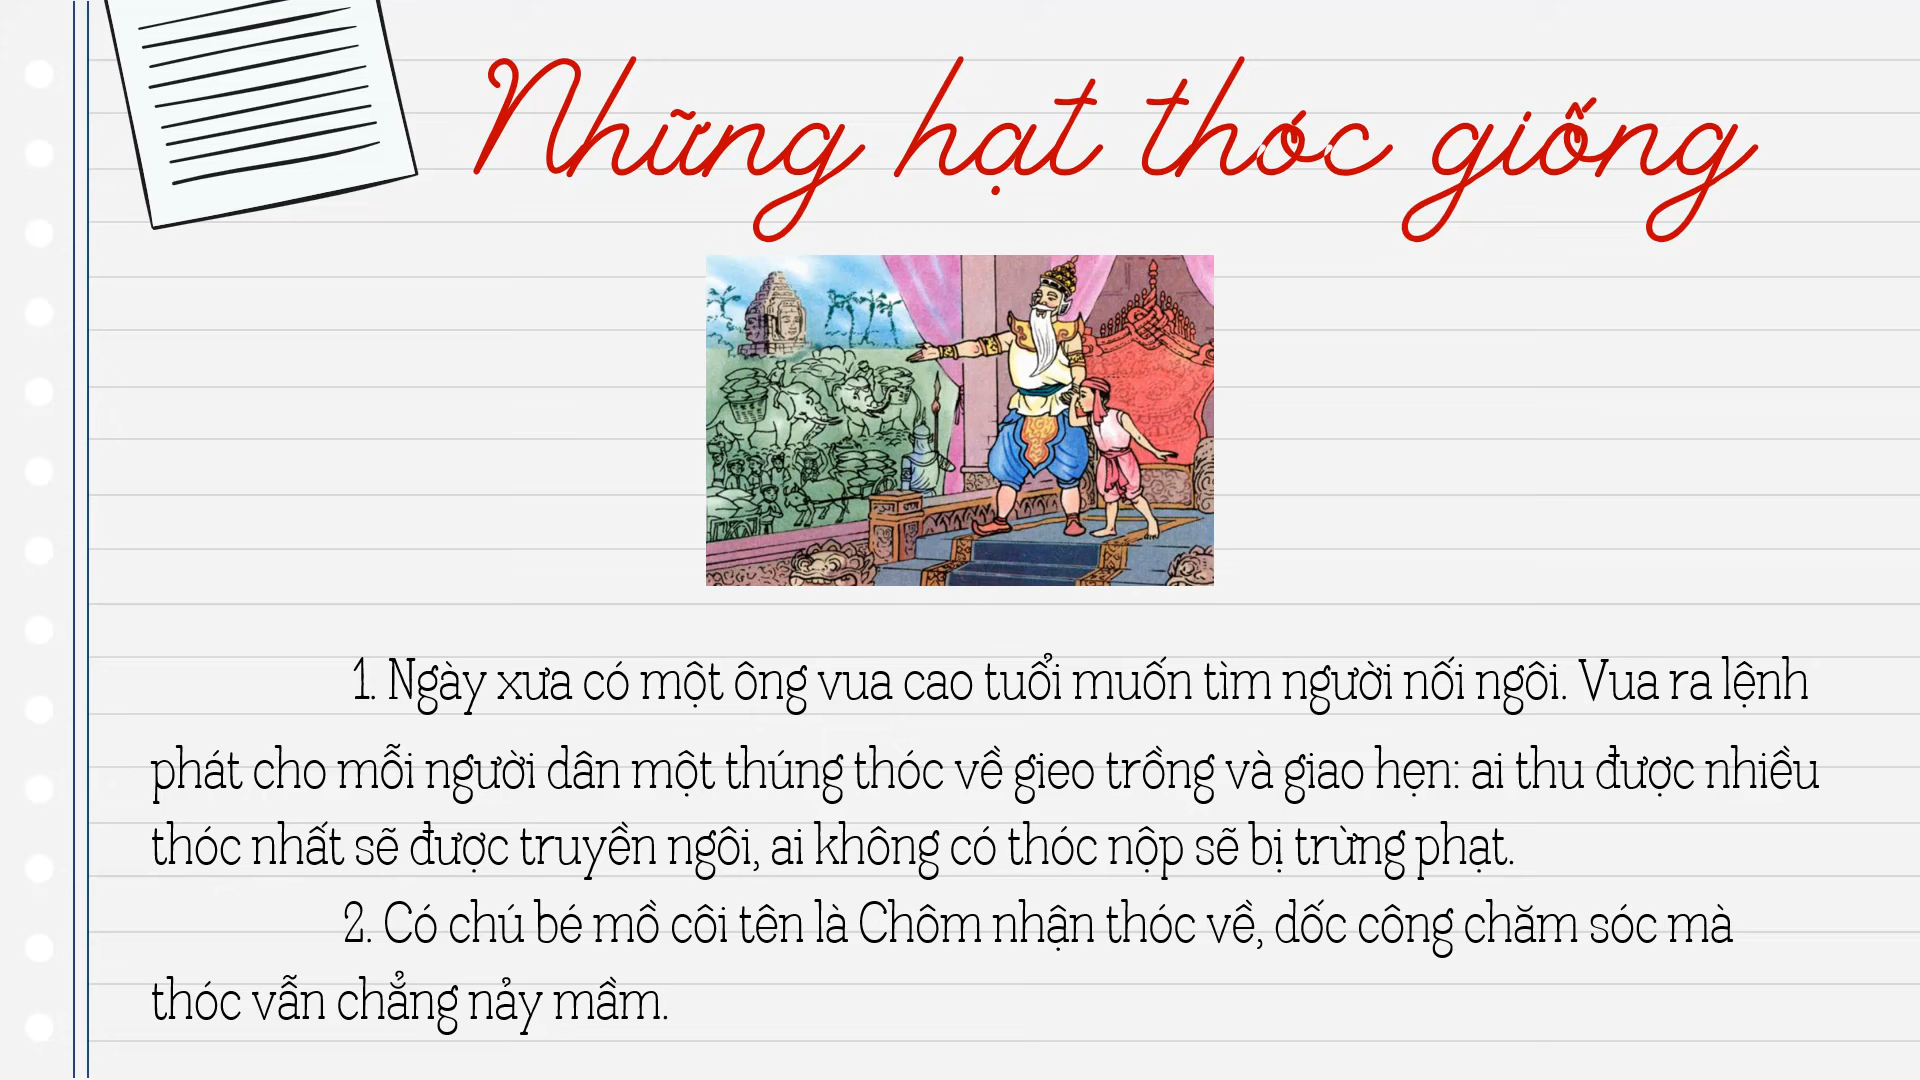 Những hạt thóc giống
1. Ngày xưa có một ông vua cao tuổi muốn tìm người nối ngôi. Vua ra lệnh
phát cho mỗi người dân một thúng thóc về gieo trồng và giao hẹn: ai thu được nhiều
thóc nhất sẽ được truyền ngôi, ai không có thóc nộp sẽ bị trừng phạt.
2. Có chú bé mồ côi tên là Chôm nhận thóc về, dốc công chăm sóc mà
thóc vẫn chẳng nảy mầm.